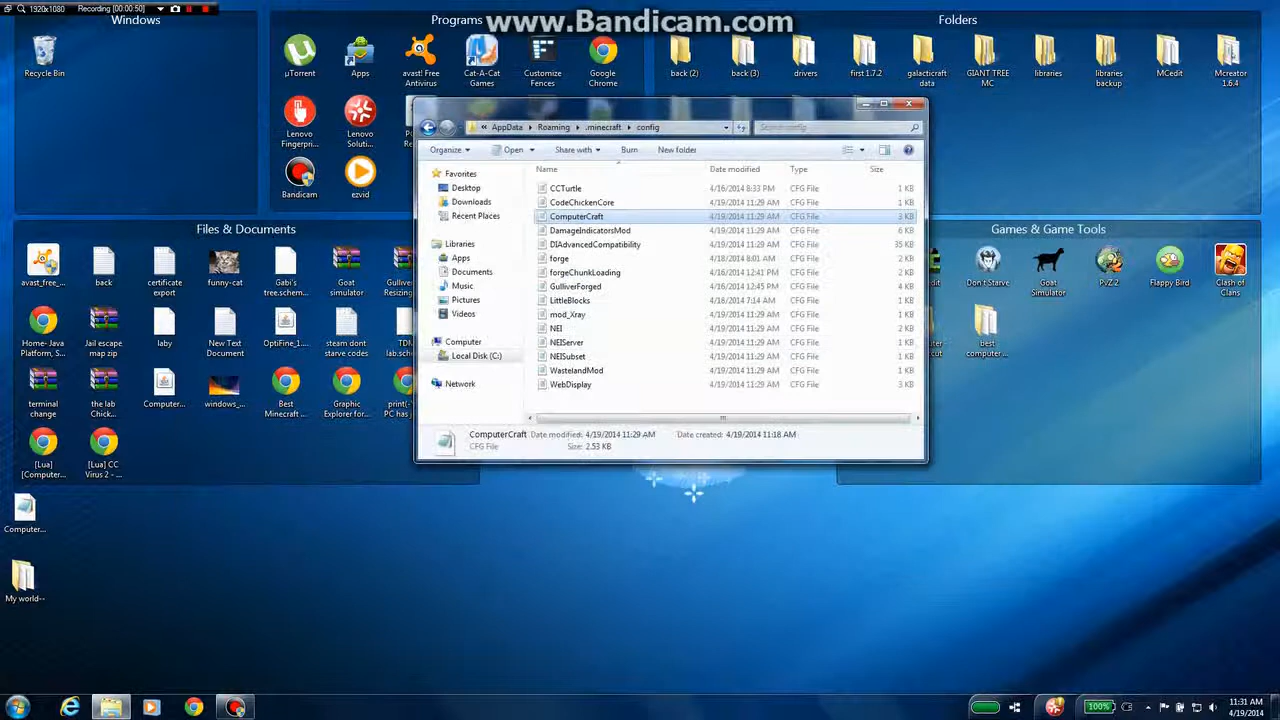 1920x1080 Recording [00:00:50]
www.Bandicam.com
Windows
Programs
Folders
Recycle Bin
µTorrent
Apps
avast! Free Antivirus
Cat-A-Cat Games
Customize Fences
Google Chrome
back (2)
back (3)
drivers
first 1.7.2
galacticraft data
GIANT TREE MC
libraries
libraries backup
MCedit
Mcreator 1.6.4
Lenovo Fingerpri...
Lenovo Soluti...
Bandicam
ezvid
« AppData Roaming .minecraft config
Search config
Organize Open Share with Burn New folder
Favorites
Desktop
Downloads
Recent Places
Libraries
Apps
Documents
Music
Pictures
Videos
Computer
Local Disk (C:)
Network
Name Date modified Type Size
CCTurtle 4/16/2014 8:33 PM CFG File 1 KB
CodeChickenCore 4/19/2014 11:29 AM CFG File 1 KB
ComputerCraft 4/19/2014 11:29 AM CFG File 3 KB
DamageIndicatorsMod 4/19/2014 11:29 AM CFG File 6 KB
DIAdvancedCompatibility 4/19/2014 11:29 AM CFG File 35 KB
forge 4/18/2014 8:01 AM CFG File 2 KB
forgeChunkLoading 4/16/2014 12:41 PM CFG File 2 KB
GulliverForged 4/16/2014 12:45 PM CFG File 4 KB
LittleBlocks 4/18/2014 7:14 AM CFG File 1 KB
mod_Xray 4/19/2014 11:29 AM CFG File 1 KB
NEI 4/19/2014 11:29 AM CFG File 2 KB
NEIServer 4/19/2014 11:29 AM CFG File 1 KB
NEISubset 4/19/2014 11:29 AM CFG File 1 KB
WastelandMod 4/19/2014 11:29 AM CFG File 1 KB
WebDisplay 4/19/2014 11:29 AM CFG File 3 KB
ComputerCraft Date modified: 4/19/2014 11:29 AM Date created: 4/19/2014 11:18 AM
CFG File Size: 2.53 KB
Files & Documents
Games & Game Tools
avast_free_...
back
certificate export
funny-cat
Gabi's tree.schem...
Goat simulator
Gulliver Resizing
Don t Starve
Goat Simulator
PvZ 2
Flappy Bird
Clash of Clans
Home- Java Platform, S...
Jail escape map zip
laby
New Text Document
OptiFine_1....
steam dont starve codes
TDM lab.sch
best computer ...
terminal change
the lab Chick...
Computer...
windows_...
Best Minecraft ...
Graphic Explorer for...
print(- PC has j
[Lua] [Computer...
[Lua] CC Virus 2 - ...
Computer...
My world--
100%
11:31 AM
4/19/2014